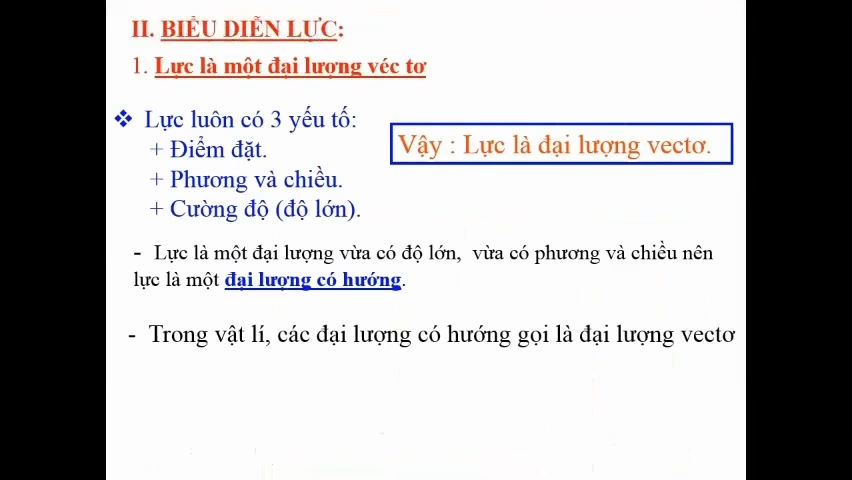 II. BIỂU DIỄN LỰC:
1. Lực là một đại lượng véc tơ
❖ Lực luôn có 3 yếu tố:
+ Điểm đặt.
+ Phương và chiều.
+ Cường độ (độ lớn).
Vậy : Lực là đại lượng vectơ.
- Lực là một đại lượng vừa có độ lớn, vừa có phương và chiều nên
lực là một đại lượng có hướng.
- Trong vật lí, các đại lượng có hướng gọi là đại lượng vectơ